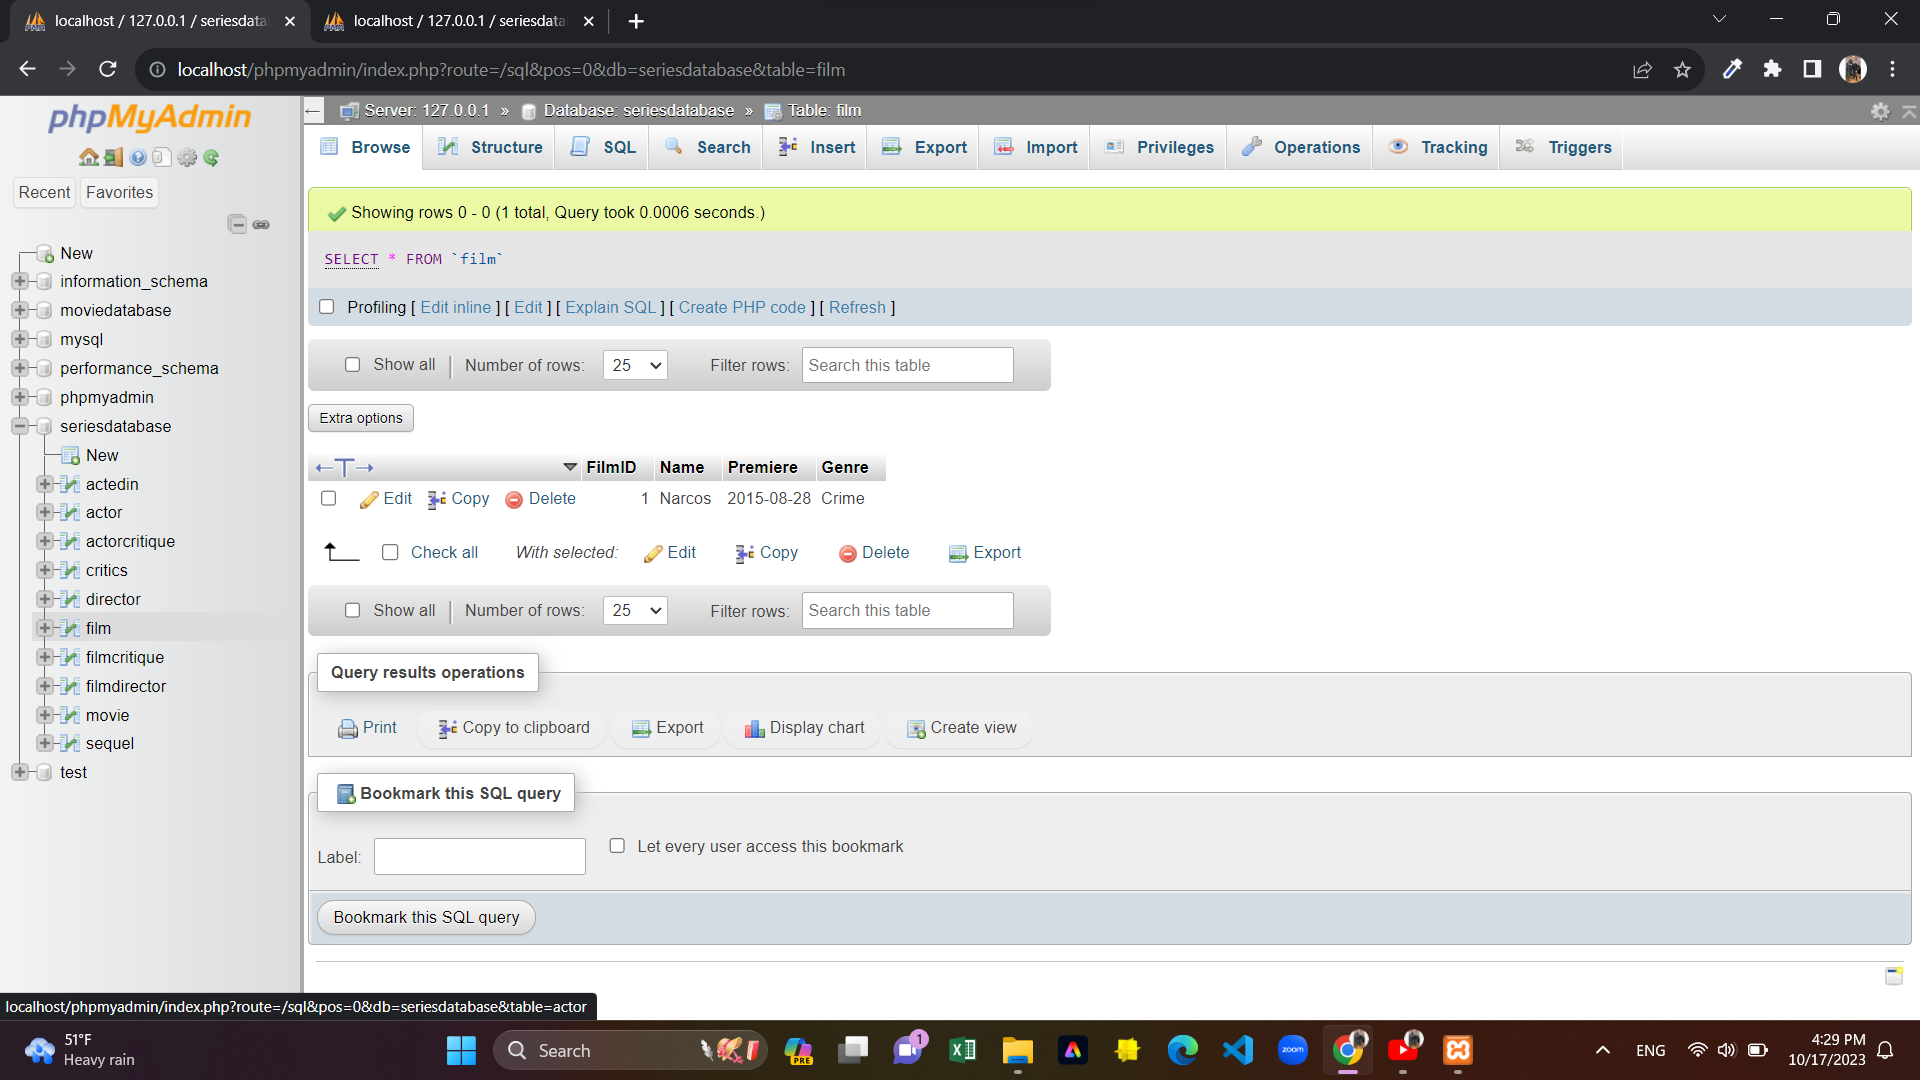 localhost / 127.0.0.1 / seriesdata
localhost / 127.0.0.1 / seriesdata
localhost/phpmyadmin/index.php?route=/sql&pos=0&db=seriesdatabase&table=film
phpMyAdmin
Recent Favorites
New
information_schema
moviedatabase
mysql
performance_schema
phpmyadmin
seriesdatabase
New
actedin
actor
actorcritique
critics
director
film
filmcritique
filmdirector
movie
sequel
test
Server: 127.0.0.1 » Database: seriesdatabase » Table: film
Browse Structure SQL Search Insert Export Import Privileges Operations Tracking Triggers
Showing rows 0 - 0 (1 total, Query took 0.0006 seconds.)
SELECT * FROM `film`
Profiling [ Edit inline ] [ Edit ] [ Explain SQL ] [ Create PHP code ] [ Refresh ]
Show all Number of rows: 25 Filter rows: Search this table
Extra options
←T→ FilmID Name Premiere Genre
Edit Copy Delete 1 Narcos 2015-08-28 Crime
Check all With selected: Edit Copy Delete Export
Show all Number of rows: 25 Filter rows: Search this table
Query results operations
Print Copy to clipboard Export Display chart Create view
Bookmark this SQL query
Label: Let every user access this bookmark
Bookmark this SQL query
localhost/phpmyadmin/index.php?route=/sql&pos=0&db=seriesdatabase&table=actor
51°F
Heavy rain
Search
PRE
1
zoom
ENG
4:29 PM
10/17/2023